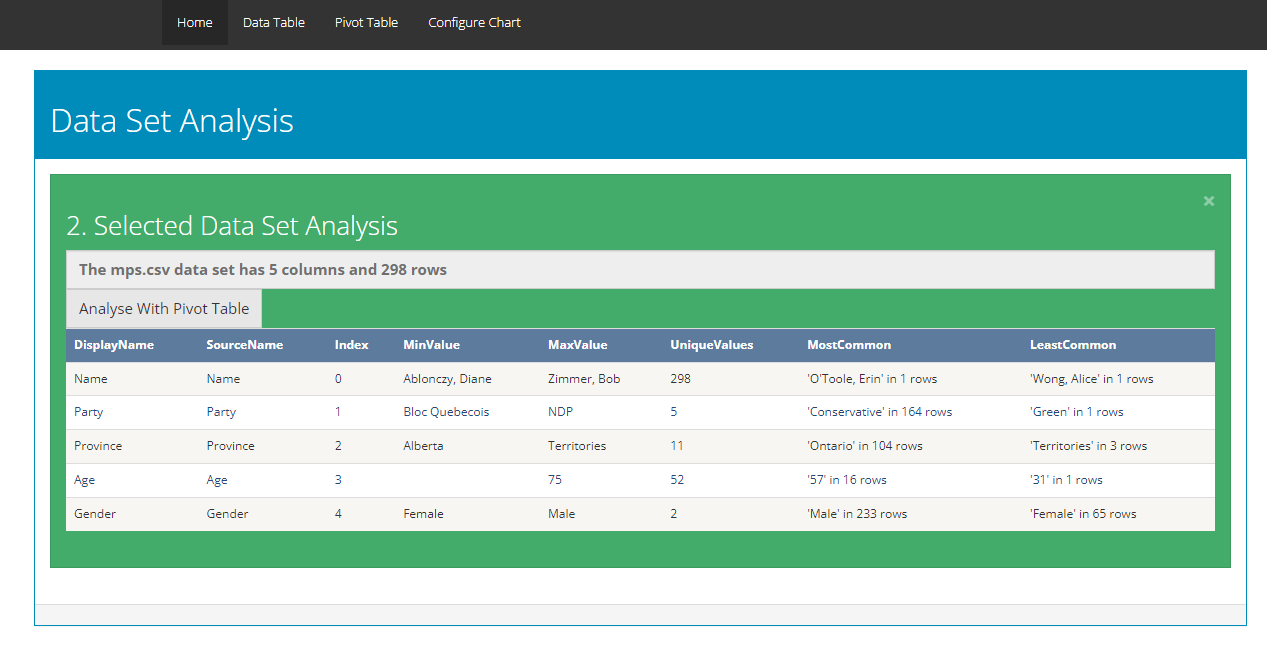 Home Data Table Pivot Table Configure Chart
Data Set Analysis
×
2. Selected Data Set Analysis
The mps.csv data set has 5 columns and 298 rows
Analyse With Pivot Table
DisplayName SourceName Index MinValue MaxValue UniqueValues MostCommon LeastCommon
Name Name 0 Ablonczy, Diane Zimmer, Bob 298 'O'Toole, Erin' in 1 rows 'Wong, Alice' in 1 rows
Party Party 1 Bloc Quebecois NDP 5 'Conservative' in 164 rows 'Green' in 1 rows
Province Province 2 Alberta Territories 11 'Ontario' in 104 rows 'Territories' in 3 rows
Age Age 3 75 52 '57' in 16 rows '31' in 1 rows
Gender Gender 4 Female Male 2 'Male' in 233 rows 'Female' in 65 rows